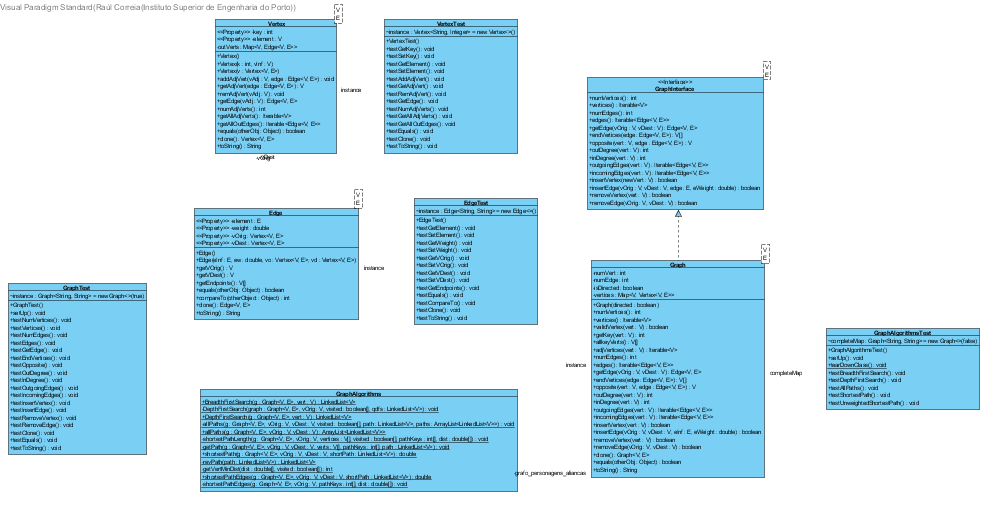 Visual Paradigm Standard(Raúl Correia(Instituto Superior de Engenharia do Porto))
V
E
Vertex
<<Property>> -key : int
<<Property>> -element : V
-outVerts : Map<V, Edge<V, E>>
+Vertex()
+Vertex(k : int, vInf : V)
+Vertex(v : Vertex<V, E>)
+addAdjVert(vAdj : V, edge : Edge<V, E>) : void
+getAdjVert(edge : Edge<V, E>) : V
+remAdjVert(vAdj : V) : void
+getEdge(vAdj : V) : Edge<V, E>
+numAdjVerts() : int
+getAllAdjVerts() : Iterable<V>
+getAllOutEdges() : Iterable<Edge<V, E>>
+equals(otherObj : Object) : boolean
+clone() : Vertex<V, E>
+toString() : String
instance
VertexTest
~instance : Vertex<String, Integer> = new Vertex<>()
+VertexTest()
+testGetKey() : void
+testSetKey() : void
+testGetElement() : void
+testSetElement() : void
+testAddAdjVert() : void
+testGetAdjVert() : void
+testRemAdjVert() : void
+testGetEdge() : void
+testNumAdjVerts() : void
+testGetAllAdjVerts() : void
+testGetAllOutEdges() : void
+testEquals() : void
+testClone() : void
+testToString() : void
V
E
<<Interface>>
GraphInterface
+numVertices() : int
+vertices() : Iterable<V>
+numEdges() : int
+edges() : Iterable<Edge<V, E>>
+getEdge(vOrig : V, vDest : V) : Edge<V, E>
+endVertices(edge : Edge<V, E>) : V[]
+opposite(vert : V, edge : Edge<V, E>) : V
+outDegree(vert : V) : int
+inDegree(vert : V) : int
+outgoingEdges(vert : V) : Iterable<Edge<V, E>>
+incomingEdges(vert : V) : Iterable<Edge<V, E>>
+insertVertex(newVert : V) : boolean
+insertEdge(vOrig : V, vDest : V, edge : E, eWeight : double) : boolean
+removeVertex(vert : V) : boolean
+removeEdge(vOrig : V, vDest : V) : boolean
V
E
Edge
<<Property>> -element : E
<<Property>> -weight : double
<<Property>> -vOrig : Vertex<V, E>
<<Property>> -vDest : Vertex<V, E>
+Edge()
+Edge(eInf : E, ew : double, vo : Vertex<V, E>, vd : Vertex<V, E>)
+getVOrig() : V
+getVDest() : V
+getEndpoints() : V[]
+equals(otherObj : Object) : boolean
+compareTo(otherObject : Object) : int
+clone() : Edge<V, E>
+toString() : String
instance
EdgeTest
~instance : Edge<String, String> = new Edge<>()
+EdgeTest()
+testGetElement() : void
+testSetElement() : void
+testGetWeight() : void
+testSetWeight() : void
+testGetVOrig() : void
+testSetVOrig() : void
+testGetVDest() : void
+testSetVDest() : void
+testGetEndpoints() : void
+testEquals() : void
+testCompareTo() : void
+testClone() : void
+testToString() : void
GraphTest
~instance : Graph<String, String> = new Graph<>(true)
+GraphTest()
+setUp() : void
+testNumVertices() : void
+testVertices() : void
+testNumEdges() : void
+testEdges() : void
+testGetEdge() : void
+testEndVertices() : void
+testOpposite() : void
+testOutDegree() : void
+testInDegree() : void
+testOutgoingEdges() : void
+testIncomingEdges() : void
+testInsertVertex() : void
+testInsertEdge() : void
+testRemoveVertex() : void
+testRemoveEdge() : void
+testClone() : void
+testEquals() : void
+testToString() : void
V
E
Graph
-numVert : int
-numEdge : int
-isDirected : boolean
-vertices : Map<V, Vertex<V, E>>
+Graph(directed : boolean)
+numVertices() : int
+vertices() : Iterable<V>
+validVertex(vert : V) : boolean
+getKey(vert : V) : int
+allkeyVerts() : V[]
+adjVertices(vert : V) : Iterable<V>
+numEdges() : int
+edges() : Iterable<Edge<V, E>>
+getEdge(vOrig : V, vDest : V) : Edge<V, E>
+endVertices(edge : Edge<V, E>) : V[]
+opposite(vert : V, edge : Edge<V, E>) : V
+outDegree(vert : V) : int
+inDegree(vert : V) : int
+outgoingEdges(vert : V) : Iterable<Edge<V, E>>
+incomingEdges(vert : V) : Iterable<Edge<V, E>>
+insertVertex(vert : V) : boolean
+insertEdge(vOrig : V, vDest : V, eInf : E, eWeight : double) : boolean
+removeVertex(vert : V) : boolean
+removeEdge(vOrig : V, vDest : V) : boolean
+clone() : Graph<V, E>
+equals(otherObj : Object) : boolean
+toString() : String
instance
completeMap
-grafo_personagens_aliancas
GraphAlgorithmsTest
~completeMap : Graph<String, String> = new Graph<>(false)
+GraphAlgorithmsTest()
+setUp() : void
+tearDownClass() : void
+testBreadthFirstSearch() : void
+testDepthFirstSearch() : void
+testAllPaths() : void
+testShortestPath() : void
+testUnweightedShortestPath() : void
GraphAlgorithms
+BreadthFirstSearch(g : Graph<V, E>, vert : V) : LinkedList<V>
-DepthFirstSearch(graph : Graph<V, E>, vOrig : V, visited : boolean[], qdfs : LinkedList<V>) : void
+DepthFirstSearch(g : Graph<V, E>, vert : V) : LinkedList<V>
-allPaths(g : Graph<V, E>, vOrig : V, vDest : V, visited : boolean[], path : LinkedList<V>, paths : ArrayList<LinkedList<V>>) : void
+allPaths(g : Graph<V, E>, vOrig : V, vDest : V) : ArrayList<LinkedList<V>>
-shortestPathLength(g : Graph<V, E>, vOrig : V, vertices : V[], visited : boolean[], pathKeys : int[], dist : double[]) : void
-getPath(g : Graph<V, E>, vOrig : V, vDest : V, verts : V[], pathKeys : int[], path : LinkedList<V>) : void
+shortestPath(g : Graph<V, E>, vOrig : V, vDest : V, shortPath : LinkedList<V>) : double
-revPath(path : LinkedList<V>) : LinkedList<V>
-getVertMinDist(dist : double[], visited : boolean[]) : int
+shortestPathEdges(g : Graph<V, E>, vOrig : V, vDest : V, shortPath : LinkedList<V>) : double
-shortestPathEdges(g : Graph<V, E>, vOrig : V, pathKeys : int[], dist : double[]) : void